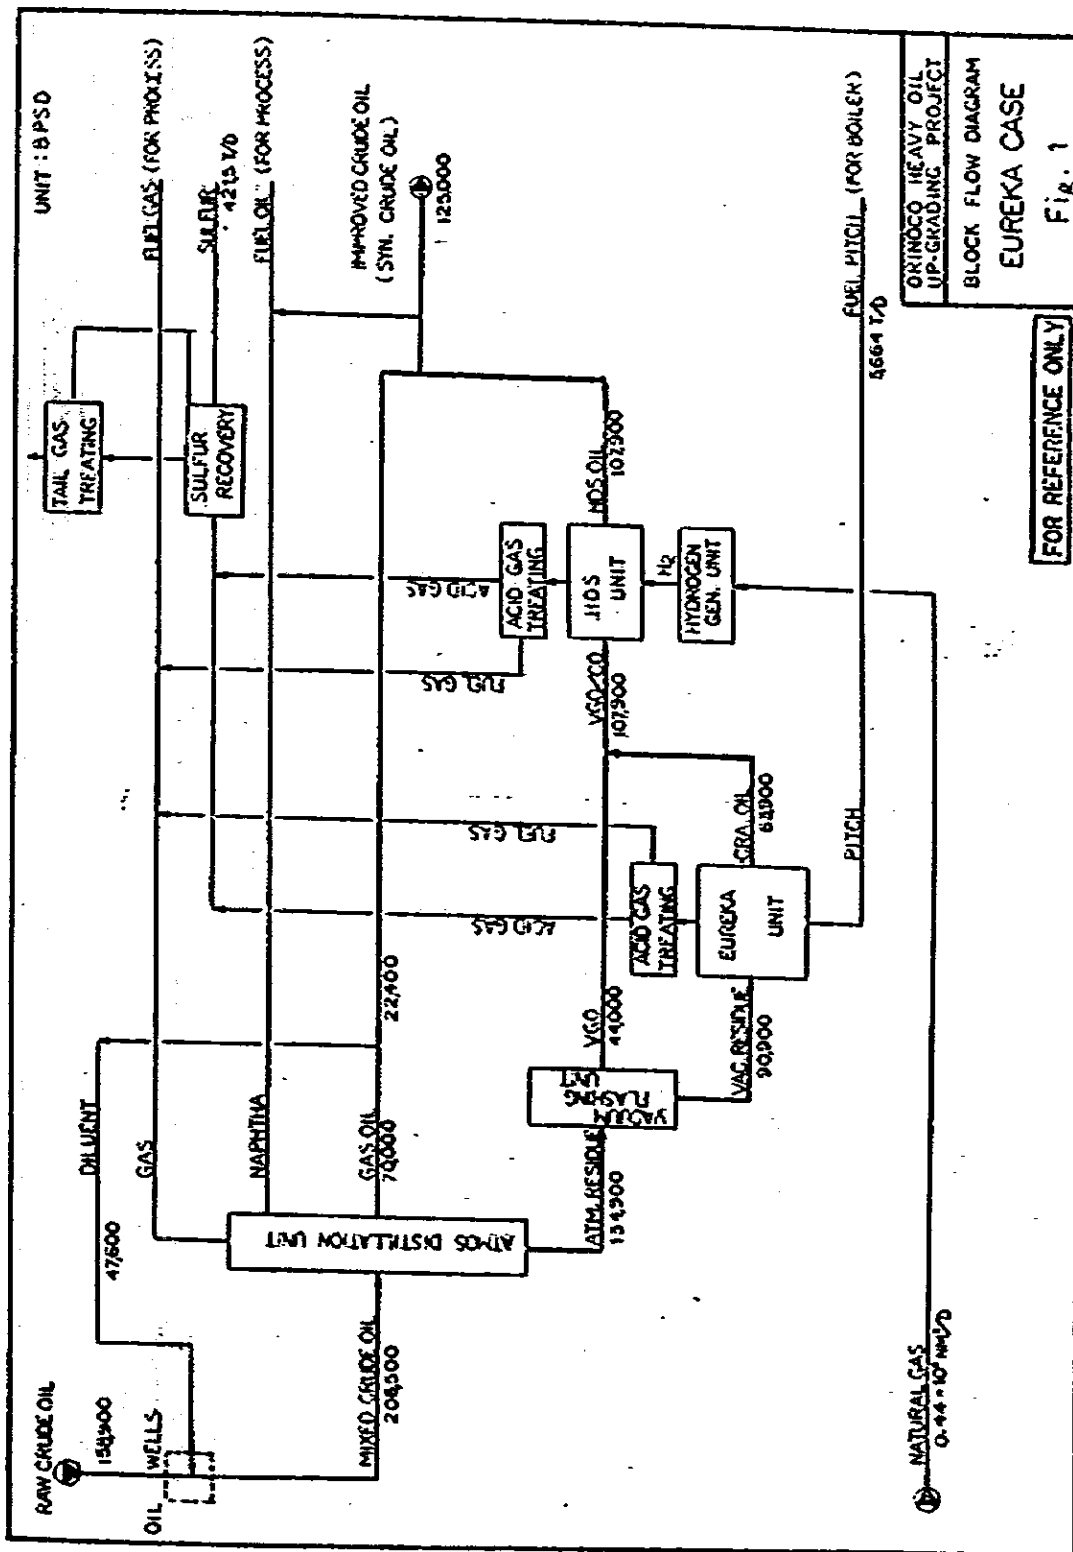 UNIT : BPSD
RAW CRUDE OIL
158,900
OIL WELLS
47,600
DILUENT
GAS
NAPHTHA
GAS OIL
70,000
22,400
MIXED CRUDE OIL
206,500
ATMOS DISTILLATION UNIT
ATM. RESIDUE
134,900
VACUUM
FLASHING
UNIT
VGO
44,000
VAC. RESIDUE
90,900
EUREKA
UNIT
ACID GAS
TREATING
ACID GAS
FUEL GAS
CRA. OIL
PITCH
VGO/CO
107,900
HDS
UNIT
ACID GAS
TREATING
FUEL GAS
ACID GAS
H2
HYDROGEN
GEN. UNIT
HDS OIL
107,900
SULFUR
RECOVERY
TAIL GAS
TREATING
FUEL GAS (FOR PROCESS)
SULFUR
FUEL OIL (FOR PROCESS)
IMPROVED CRUDE OIL
(SYN. CRUDE OIL)
125,000
FUEL PITCH (FOR BOILER)
NATURAL GAS
ORINOCO HEAVY OIL
UP-GRADING PROJECT
BLOCK FLOW DIAGRAM
EUREKA CASE
Fig. 1
FOR REFERENCE ONLY